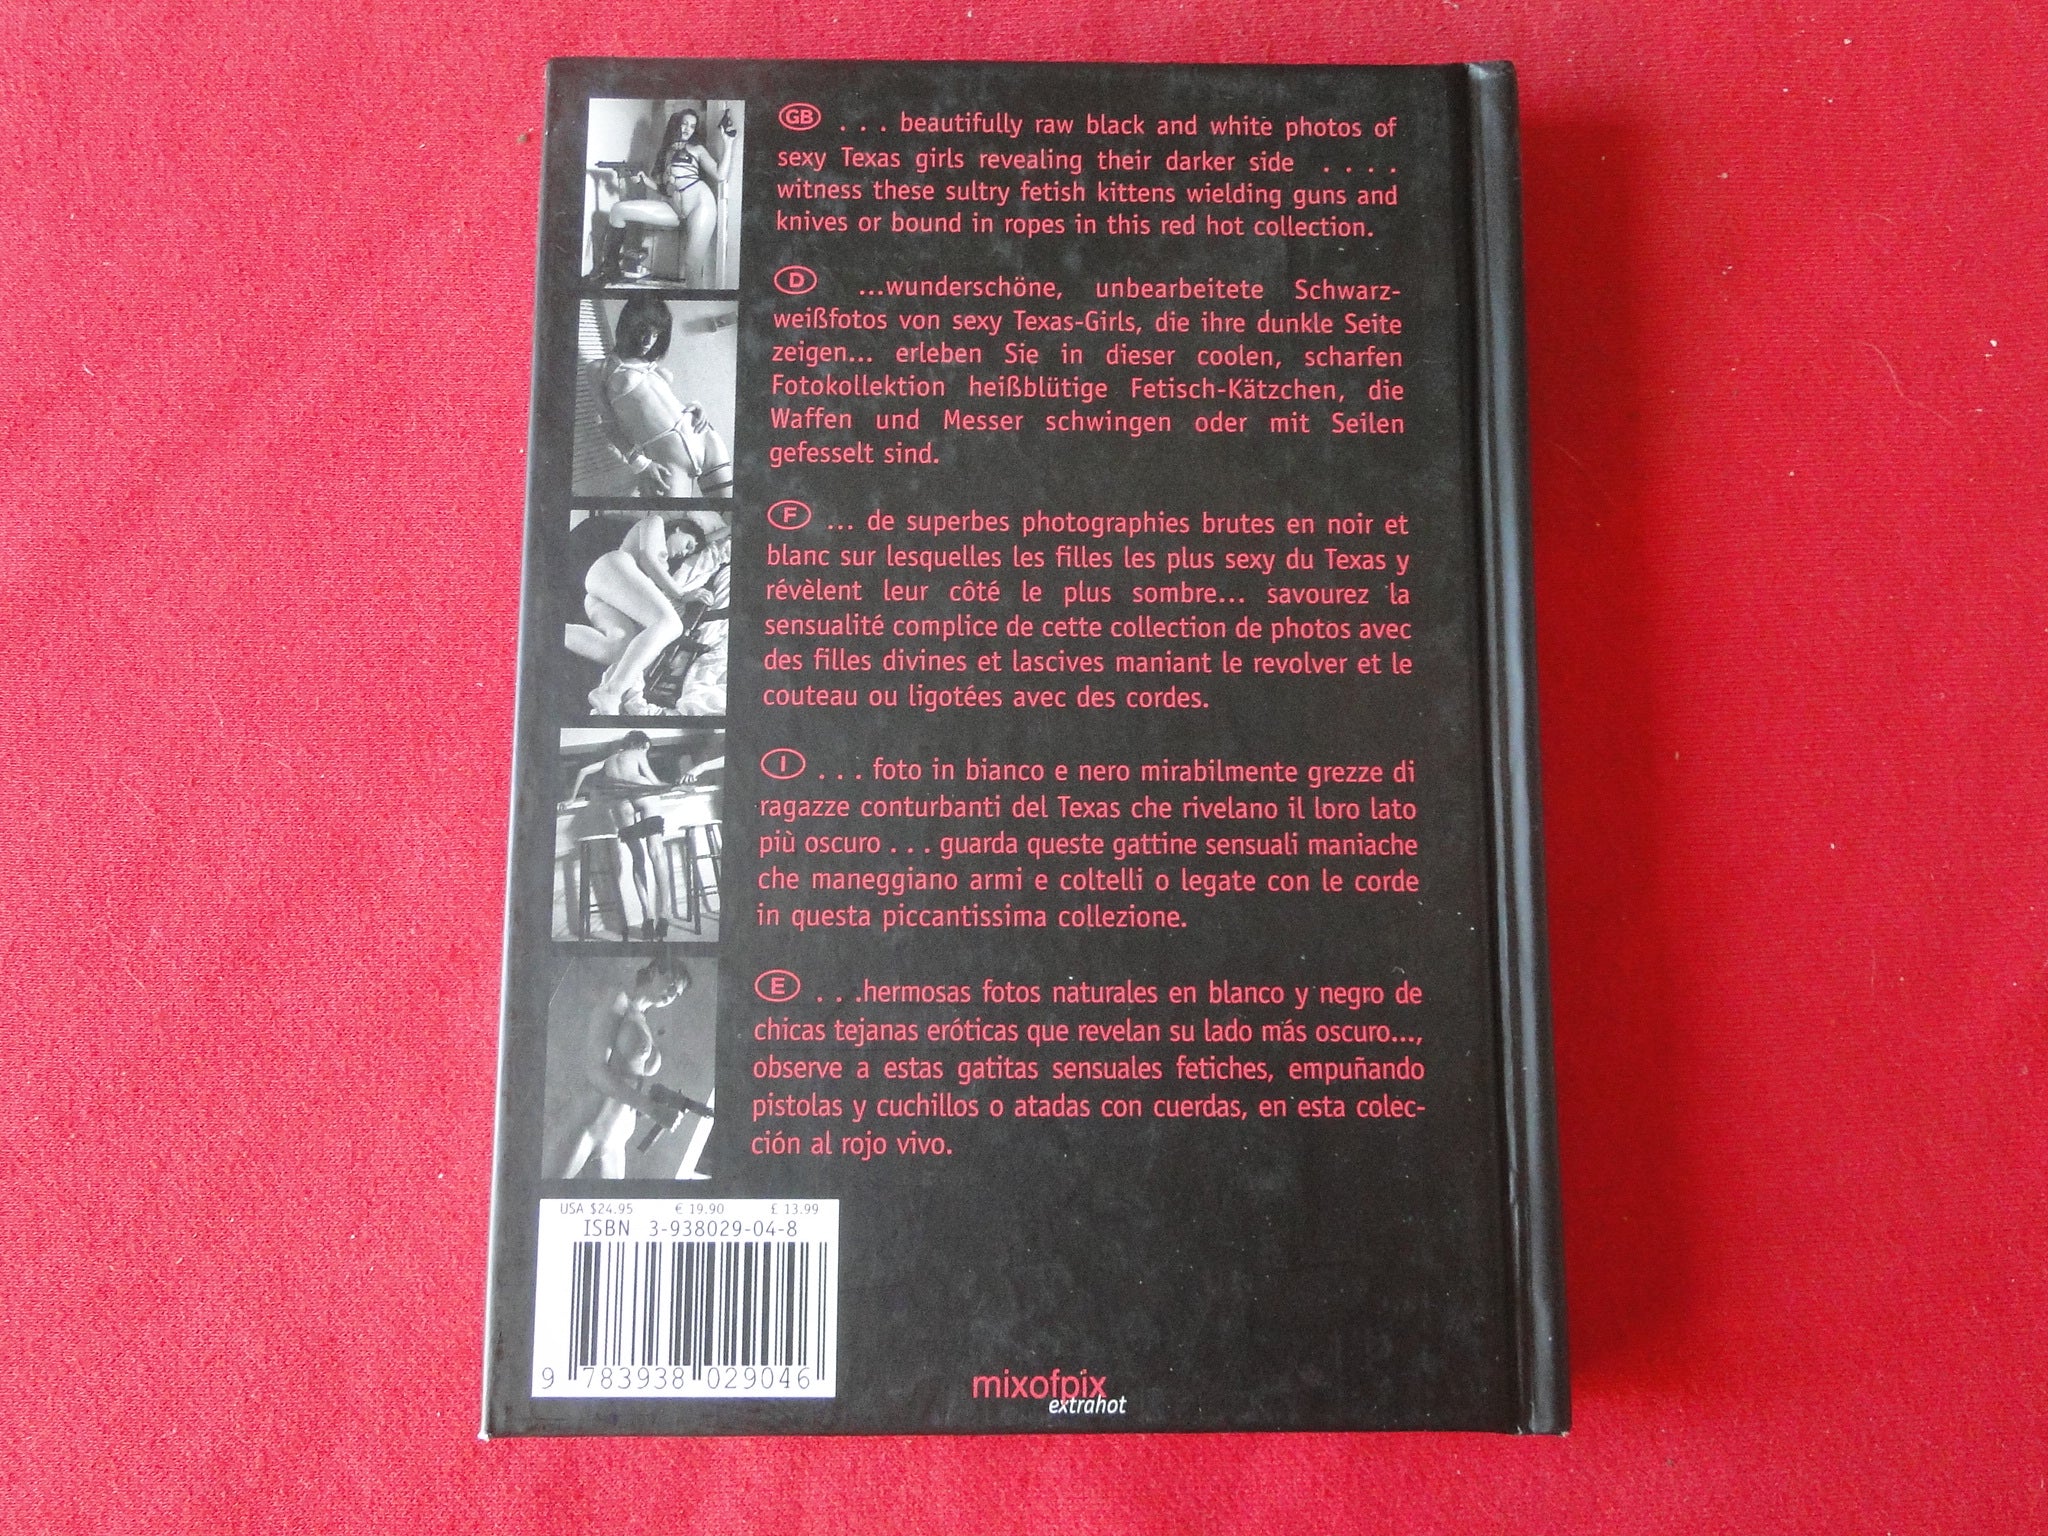 GB . . . beautifully raw black and white photos of
sexy Texas girls revealing their darker side . . . .
witness these sultry fetish kittens wielding guns and
knives or bound in ropes in this red hot collection.
D ...wunderschöne, unbearbeitete Schwarz-
weißfotos von sexy Texas-Girls, die ihre dunkle Seite
zeigen... erleben Sie in dieser coolen, scharfen
Fotokollektion heißblütige Fetisch-Kätzchen, die
Waffen und Messer schwingen oder mit Seilen
gefesselt sind.
F ... de superbes photographies brutes en noir et
blanc sur lesquelles les filles les plus sexy du Texas y
révèlent leur côté le plus sombre... savourez la
sensualité complice de cette collection de photos avec
des filles divines et lascives maniant le revolver et le
couteau ou ligotées avec des cordes.
I . . . foto in bianco e nero mirabilmente grezze di
ragazze conturbanti del Texas che rivelano il loro lato
più oscuro . . . guarda queste gattine sensuali maniache
che maneggiano armi e coltelli o legate con le corde
in questa piccantissima collezione.
E . . .hermosas fotos naturales en blanco y negro de
chicas tejanas eróticas que revelan su lado más oscuro...,
observe a estas gatitas sensuales fetiches, empuñando
pistolas y cuchillos o atadas con cuerdas, en esta colec-
ción al rojo vivo.
USA $24.95 € 19.90 £ 13.99
ISBN 3-938029-04-8
9 783938 029046
mixofpix
extrahot